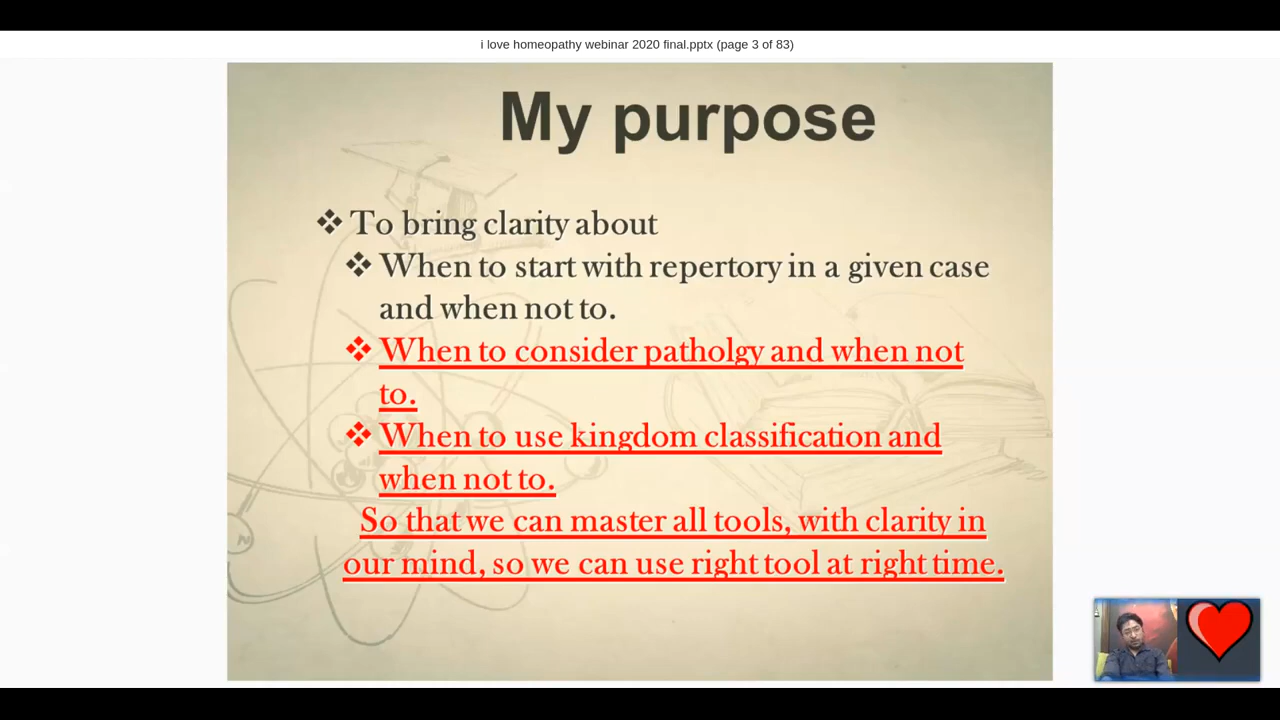 i love homeopathy webinar 2020 final.pptx (page 3 of 83)
My purpose
❖ To bring clarity about
❖ When to start with repertory in a given case
and when not to.
❖ When to consider patholgy and when not
to.
❖ When to use kingdom classification and
when not to.
So that we can master all tools, with clarity in
our mind, so we can use right tool at right time.
N